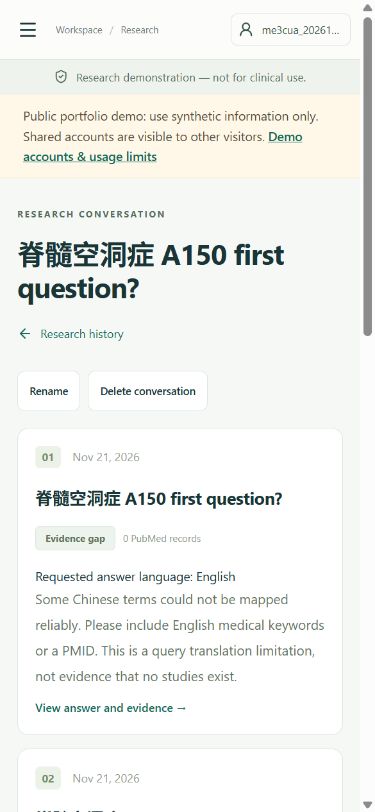 Workspace / Research
me3cua_20261...
Research demonstration — not for clinical use.
Public portfolio demo: use synthetic information only.
Shared accounts are visible to other visitors. Demo
accounts & usage limits
RESEARCH CONVERSATION
脊髓空洞症 A150 first
question?
← Research history
Rename
Delete conversation
01
Nov 21, 2026
脊髓空洞症 A150 first question?
Evidence gap
0 PubMed records
Requested answer language: English
Some Chinese terms could not be mapped
reliably. Please include English medical keywords
or a PMID. This is a query translation limitation,
not evidence that no studies exist.
View answer and evidence →
02
Nov 21, 2026